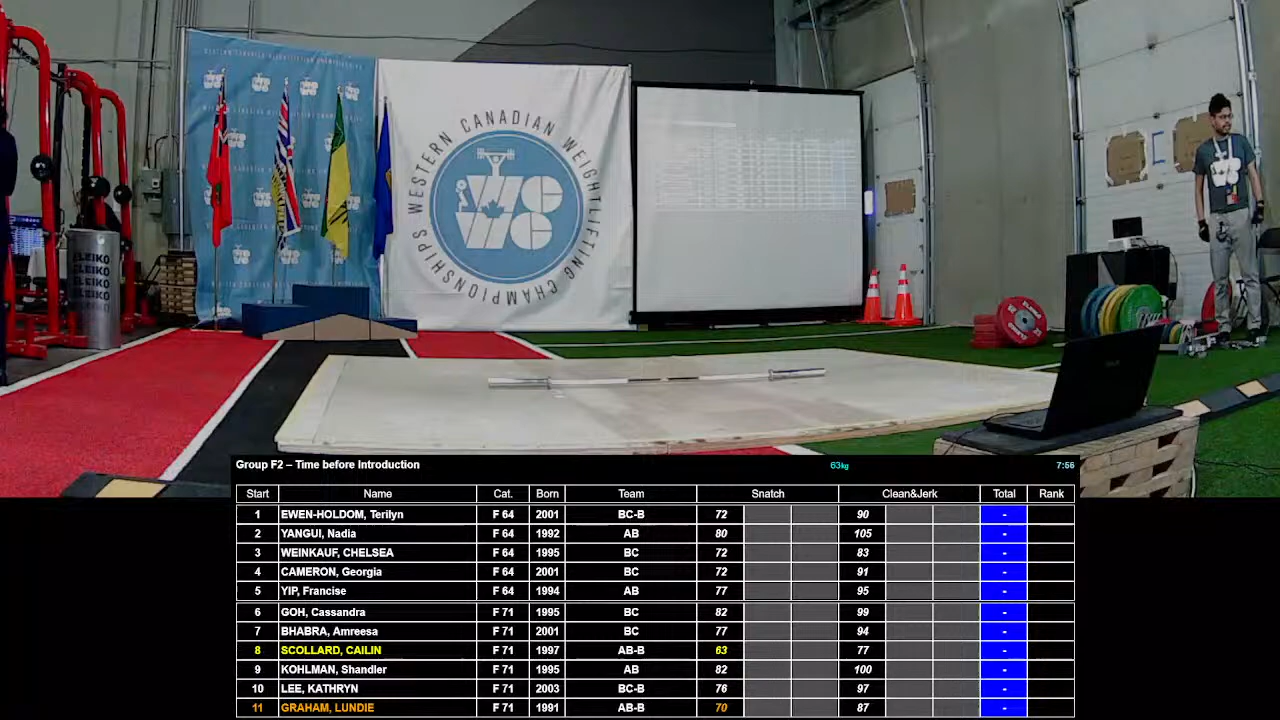 WESTERN CANADIAN WEIGHTLIFTING CHAMPIONSHIPS
WC
WC
ELEIKO
ELEIKO
ELEIKO
ELEIKO
Group F2 – Time before Introduction 63kg 7:56
Start Name Cat. Born Team Snatch Clean&Jerk Total Rank
1 EWEN-HOLDOM, Terilyn F 64 2001 BC-B 72 90 -
2 YANGUI, Nadia F 64 1992 AB 80 105 -
3 WEINKAUF, CHELSEA F 64 1995 BC 72 83 -
4 CAMERON, Georgia F 64 2001 BC 72 91 -
5 YIP, Francise F 64 1994 AB 77 95 -
6 GOH, Cassandra F 71 1995 BC 82 99 -
7 BHABRA, Amreesa F 71 2001 BC 77 94 -
8 SCOLLARD, CAILIN F 71 1997 AB-B 63 77 -
9 KOHLMAN, Shandler F 71 1995 AB 82 100 -
10 LEE, KATHRYN F 71 2003 BC-B 76 97 -
11 GRAHAM, LUNDIE F 71 1991 AB-B 70 87 -